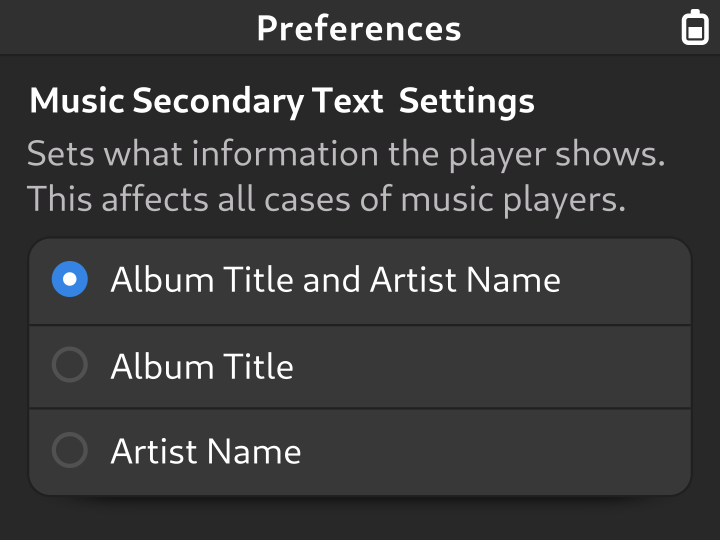 Preferences
Music Secondary Text  Settings
Sets what information the player shows.
This affects all cases of music players.
Album Title and Artist Name
Album Title
Artist Name